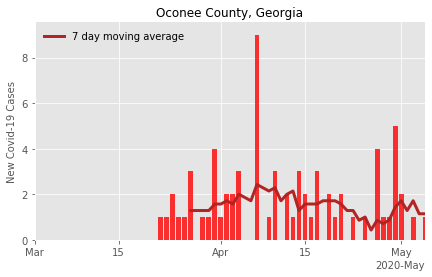 Oconee County, Georgia
7 day moving average
New Covid-19 Cases
8
6
4
2
0
Mar 15 Apr 15 May
2020-May